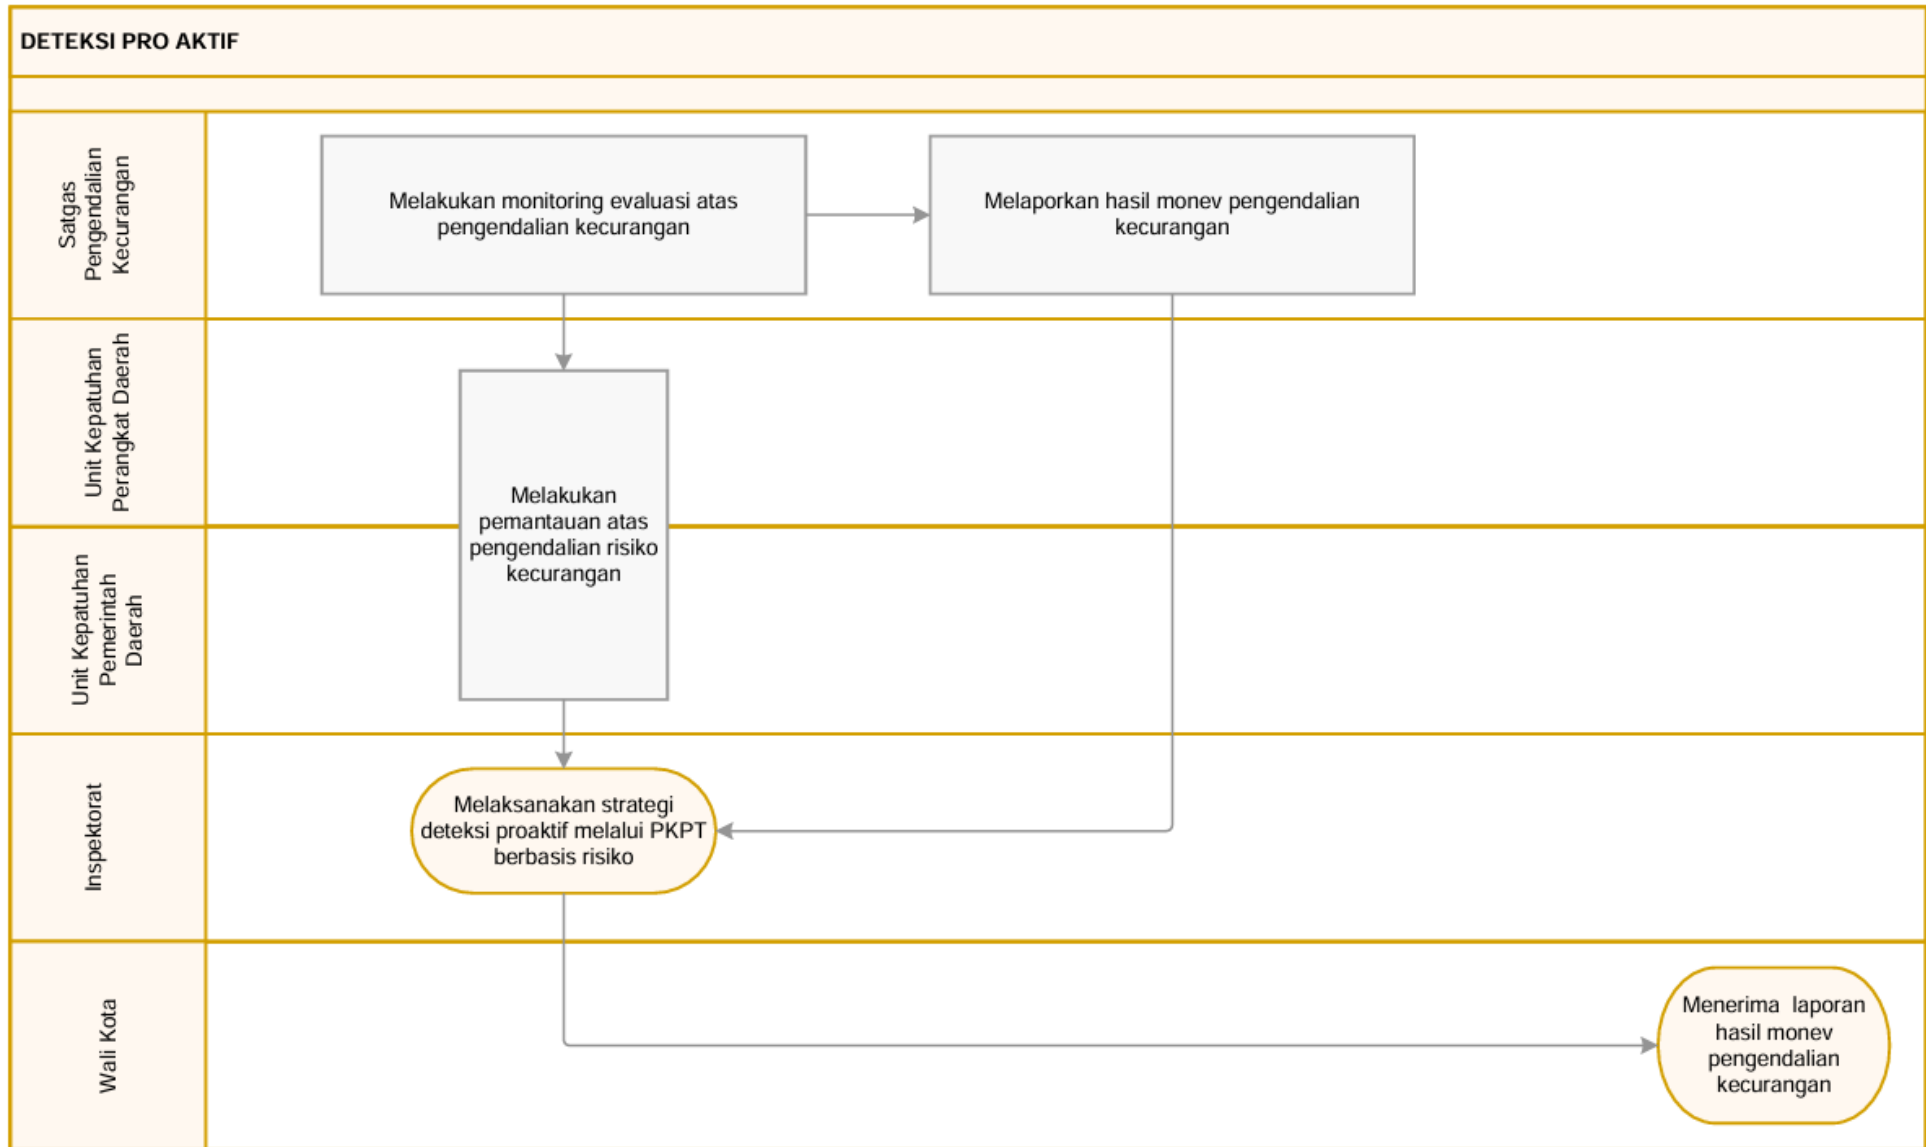 DETEKSI PRO AKTIF
Satgas
Pengendalian
Kecurangan
Melakukan monitoring evaluasi atas
pengendalian kecurangan
Melaporkan hasil monev pengendalian
kecurangan
Unit Kepatuhan
Perangkat Daerah
Melakukan
pemantauan atas
pengendalian risiko
kecurangan
Unit Kepatuhan
Pemerintah
Daerah
Inspektorat
Melaksanakan strategi
deteksi proaktif melalui PKPT
berbasis risiko
Wali Kota
Menerima laporan
hasil monev
pengendalian
kecurangan